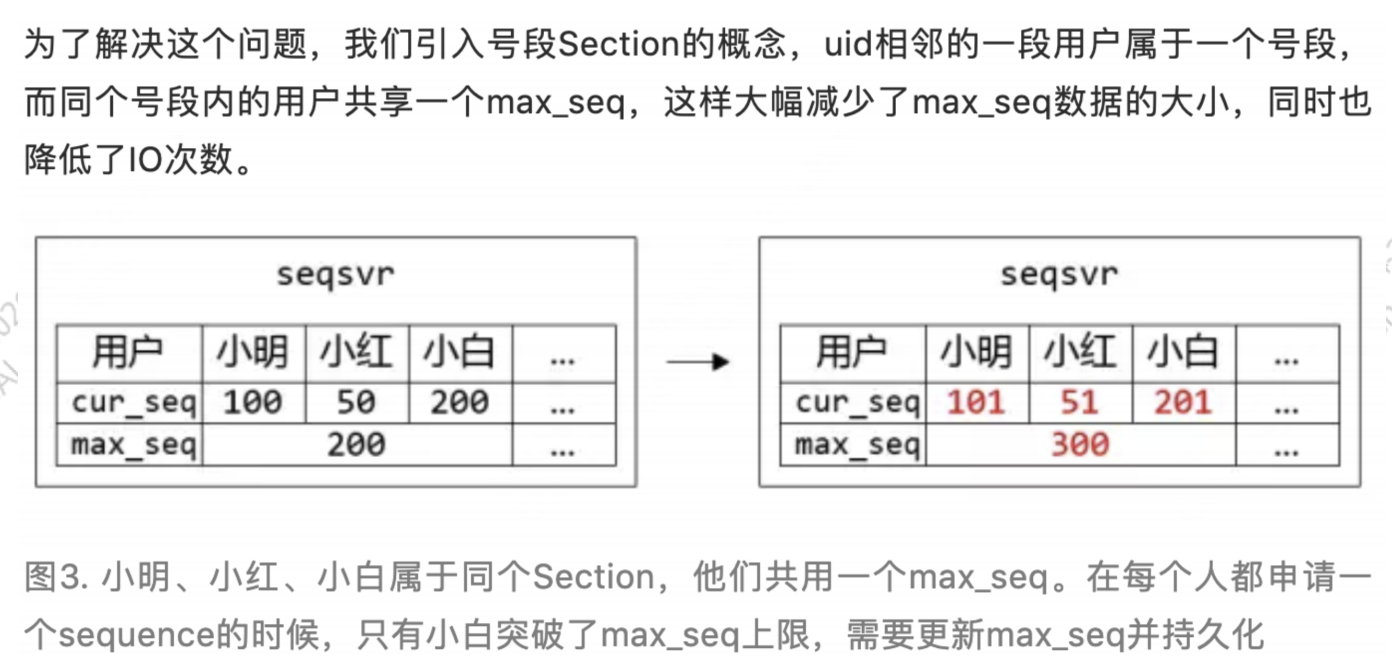 为了解决这个问题，我们引入号段Section的概念，uid相邻的一段用户属于一个号段，
而同个号段内的用户共享一个max_seq，这样大幅减少了max_seq数据的大小，同时也
降低了IO次数。
seqsvr
用户 小明 小红 小白 ...
cur_seq 100 50 200 ...
max_seq 200 ...
seqsvr
用户 小明 小红 小白 ...
cur_seq 101 51 201 ...
max_seq 300 ...
图3. 小明、小红、小白属于同个Section，他们共用一个max_seq。在每个人都申请一
个sequence的时候，只有小白突破了max_seq上限，需要更新max_seq并持久化